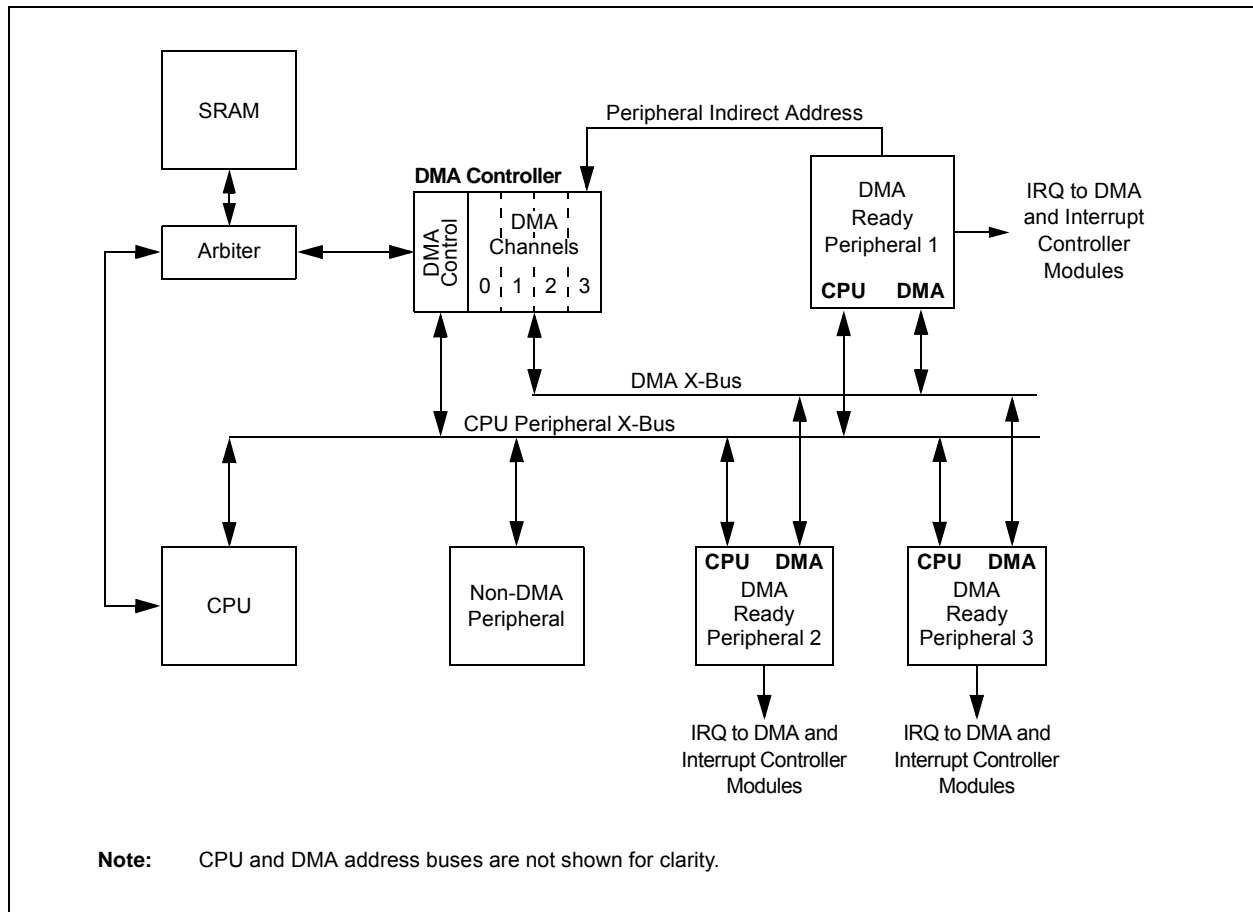 SRAM
Peripheral Indirect Address
DMA Controller
DMA
Ready
Peripheral 1
CPU DMA
IRQ to DMA
and Interrupt
Controller
Modules
Arbiter
DMA
Control
DMA
Channels
0 1 2 3
DMA X-Bus
CPU Peripheral X-Bus
CPU
Non-DMA
Peripheral
CPU DMA
DMA
Ready
Peripheral 2
CPU DMA
DMA
Ready
Peripheral 3
IRQ to DMA and
Interrupt Controller
Modules
IRQ to DMA and
Interrupt Controller
Modules
Note: CPU and DMA address buses are not shown for clarity.